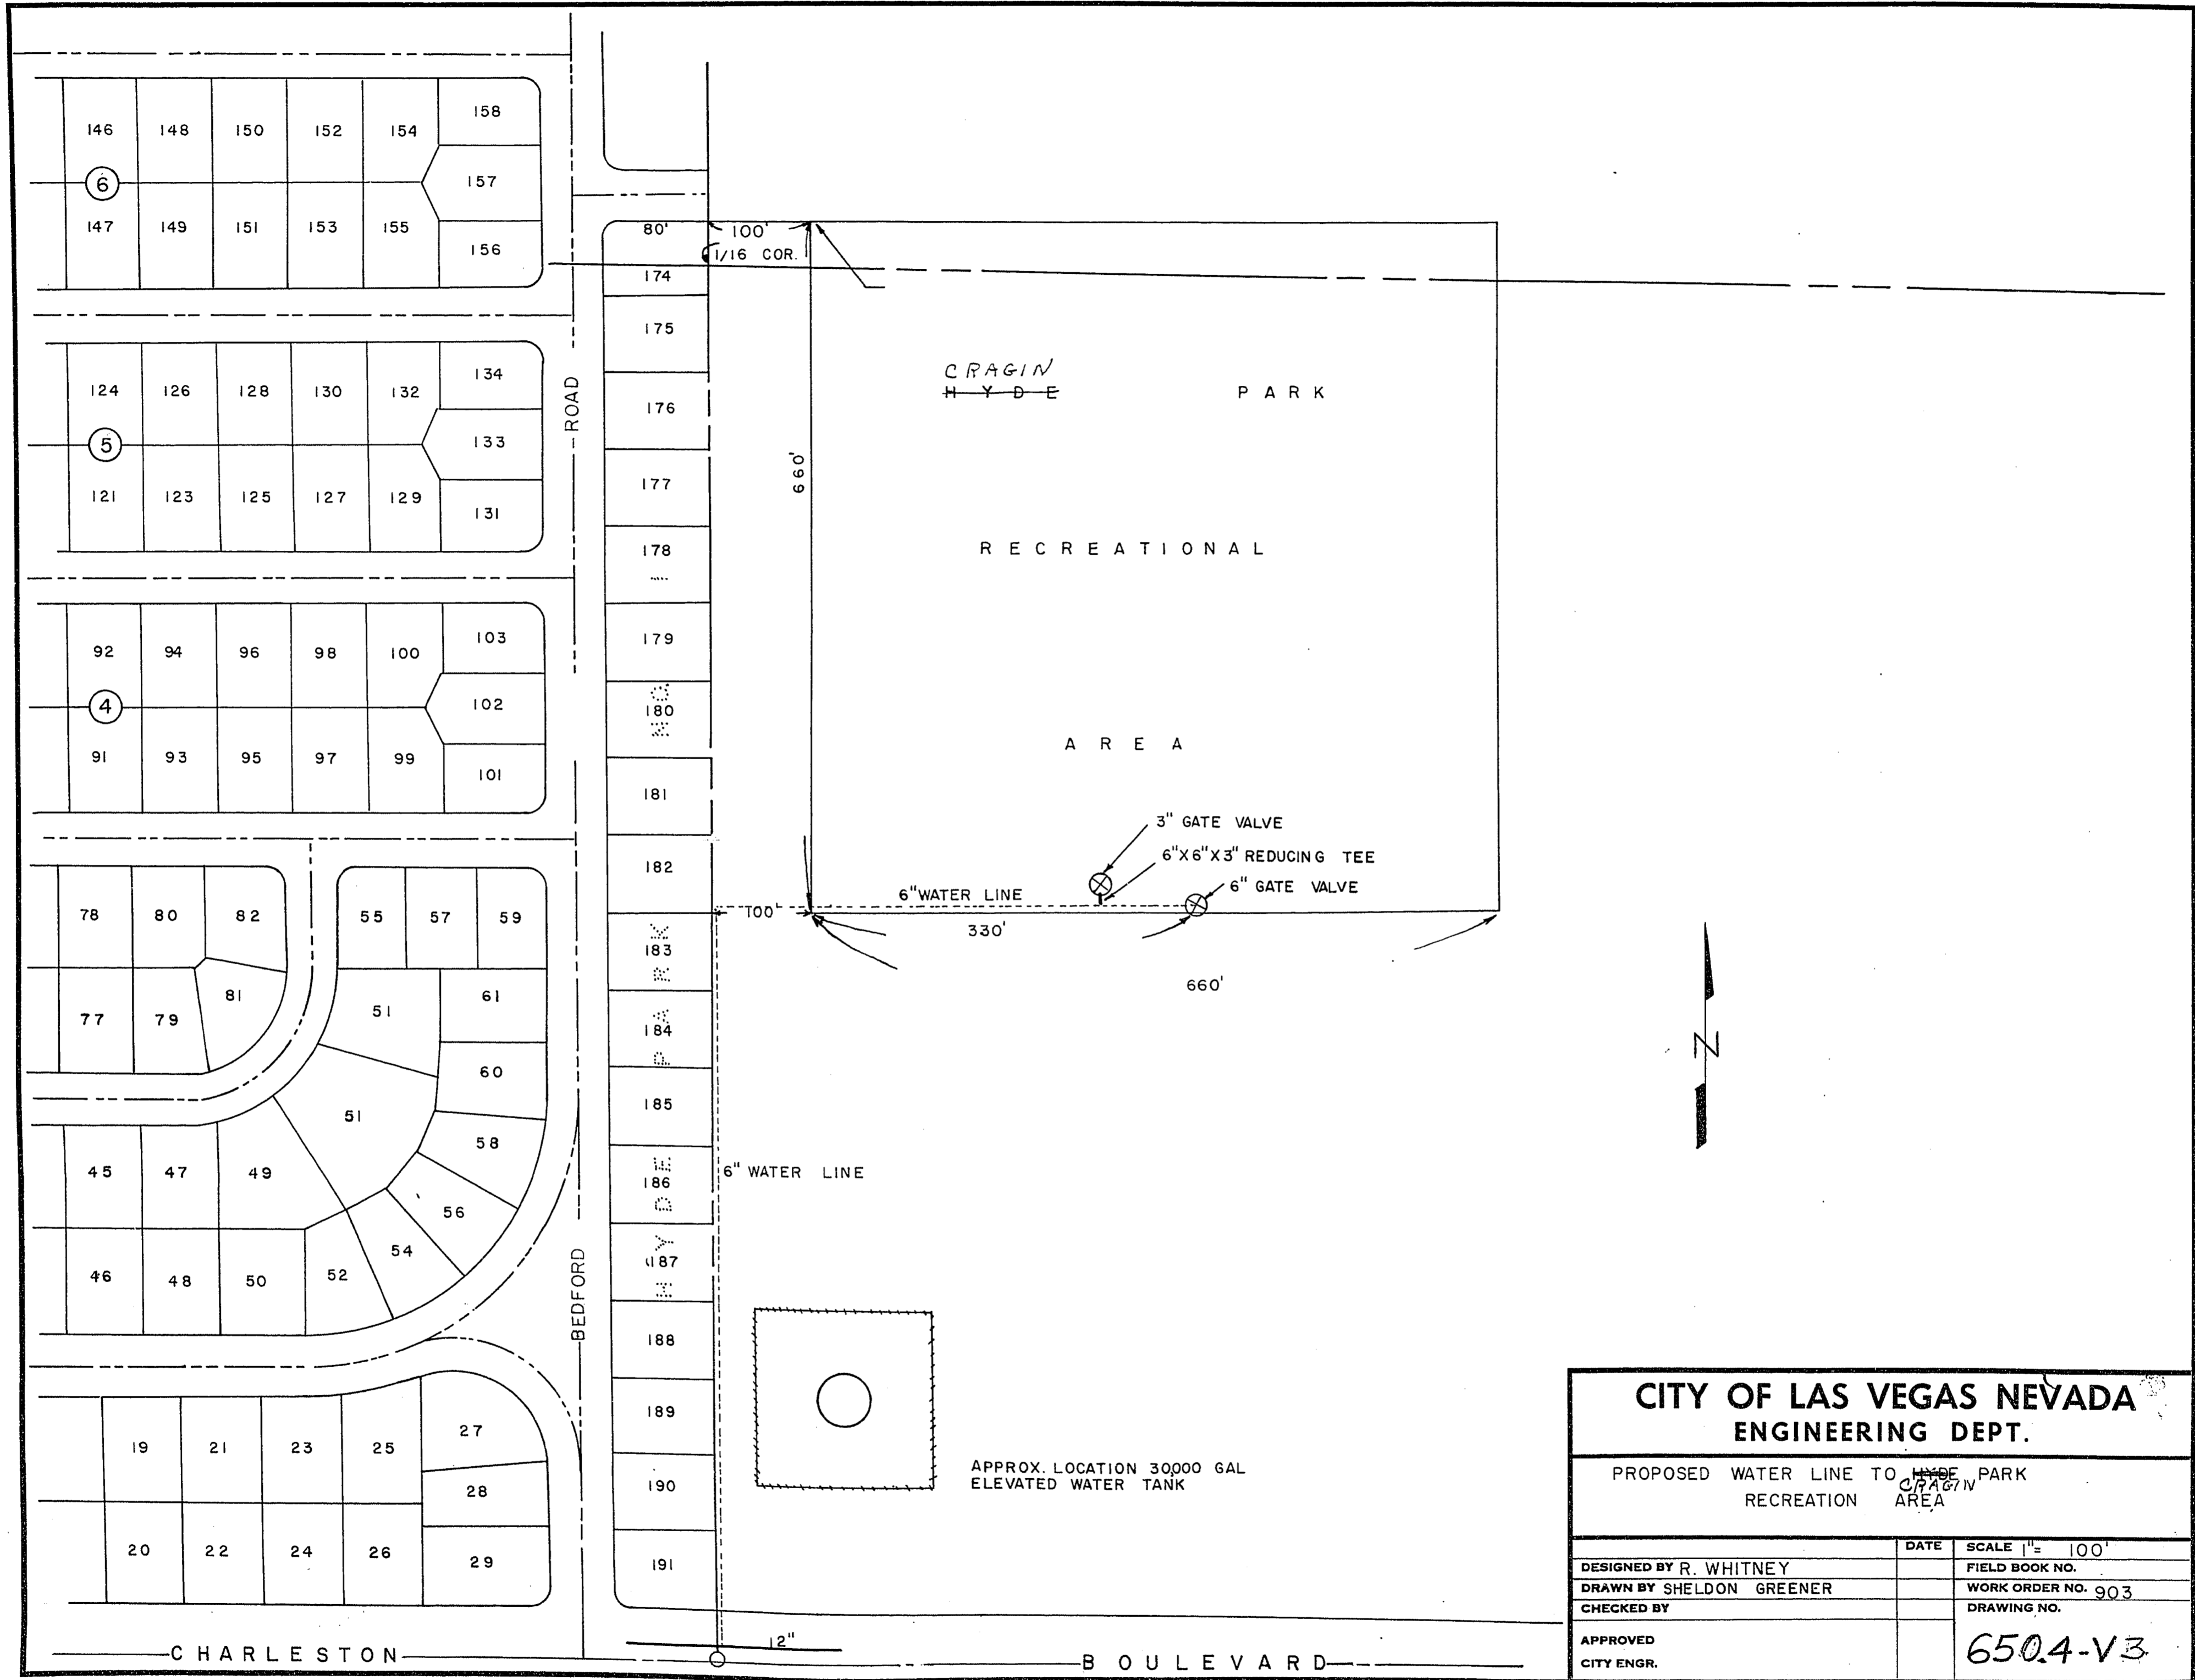 158
146 148 150 152 154
157
6
147 149 151 153 155
156
80' 100'
1/16 COR.
174
175
134
124 126 128 130 132
133
5
121 123 125 127 129
131
ROAD
176
177
178
179
103
92 94 96 98 100
102
4
91 93 95 97 99
101
180
181
182
CRAGIN
HYDE PARK
RECREATIONAL
AREA
660'
3" GATE VALVE
6"X6"X3" REDUCING TEE
6" GATE VALVE
6" WATER LINE
100'
330'
660'
78 80 82 55 57 59
81
77 79
51 61
60
51
58
45 47 49
56
54
46 48 50 52
BEDFORD
183
184
185
186
187
188
189
190
191
HYDE PARK NO. 1
6" WATER LINE
N
19 21 23 25 27
28
20 22 24 26 29
APPROX. LOCATION 30,000 GAL
ELEVATED WATER TANK
12"
CHARLESTON BOULEVARD
CITY OF LAS VEGAS NEVADA
ENGINEERING DEPT.
PROPOSED WATER LINE TO HYDE PARK
CRAGIN
RECREATION AREA
DATE SCALE 1"= 100'
DESIGNED BY R. WHITNEY FIELD BOOK NO.
DRAWN BY SHELDON GREENER WORK ORDER NO. 903
CHECKED BY DRAWING NO.
APPROVED
CITY ENGR.
650.4-V3